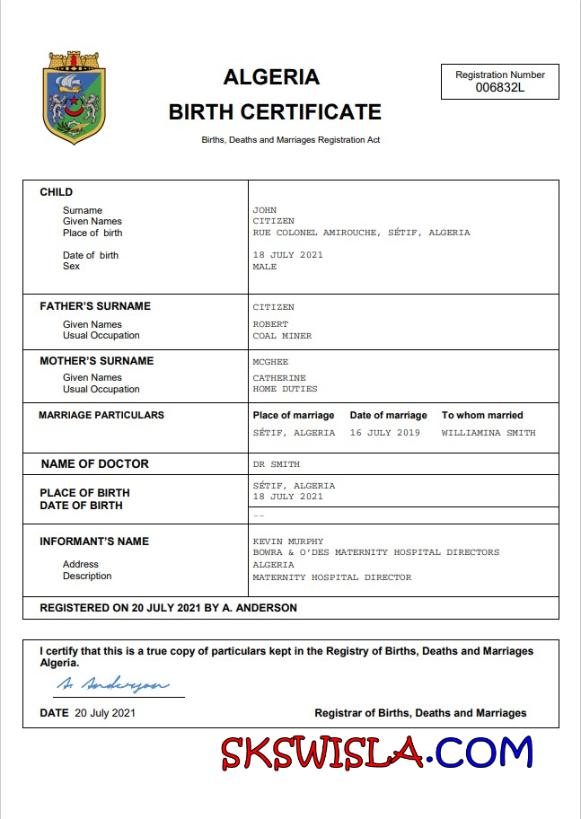 ALGERIA
BIRTH CERTIFICATE
Births, Deaths and Marriages Registration Act
Registration Number
006832L
CHILD
Surname JOHN
Given Names CITIZEN
Place of birth RUE COLONEL AMIROUCHE, SÉTIF, ALGERIA
Date of birth 18 JULY 2021
Sex MALE
FATHER'S SURNAME CITIZEN
Given Names ROBERT
Usual Occupation COAL MINER
MOTHER'S SURNAME MCGHEE
Given Names CATHERINE
Usual Occupation HOME DUTIES
MARRIAGE PARTICULARS Place of marriage Date of marriage To whom married
SÉTIF, ALGERIA 16 JULY 2019 WILLIAMINA SMITH
NAME OF DOCTOR DR SMITH
PLACE OF BIRTH SÉTIF, ALGERIA
DATE OF BIRTH 18 JULY 2021
--
INFORMANT'S NAME KEVIN MURPHY
BOWRA & O'DES MATERNITY HOSPITAL DIRECTORS
Address ALGERIA
Description MATERNITY HOSPITAL DIRECTOR
REGISTERED ON 20 JULY 2021 BY A. ANDERSON
I certify that this is a true copy of particulars kept in the Registry of Births, Deaths and Marriages
Algeria.
A. Anderson
DATE 20 July 2021 Registrar of Births, Deaths and Marriages
SKSWISLA.COM